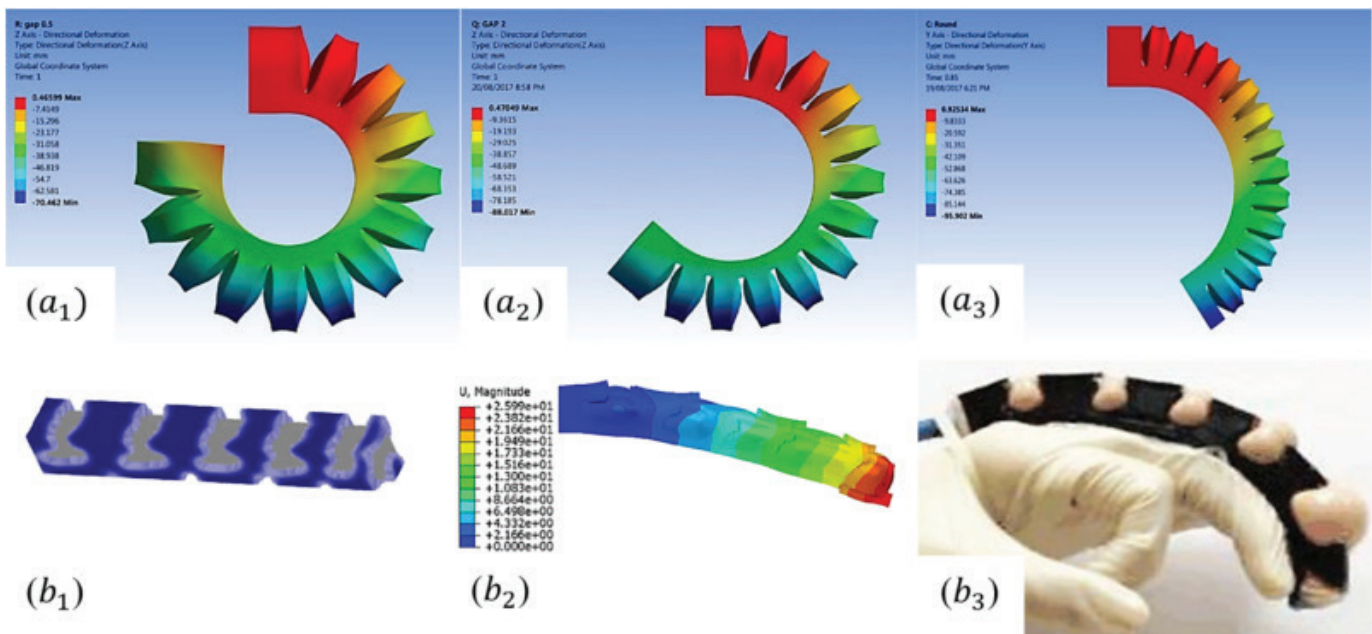 R: gap 0.5
Z Axis - Directional Deformation
Type: Directional Deformation(Z Axis)
Unit: mm
Global Coordinate System
Time: 1
0.46599 Max
-7.4149
-15.296
-23.177
-31.058
-38.938
-46.819
-54.7
-62.581
-70.462 Min
(a1)
Q: GAP 2
Z Axis - Directional Deformation
Type: Directional Deformation(Z Axis)
Unit: mm
Global Coordinate System
Time: 1
20/08/2017 8:58 PM
0.47049 Max
-9.3615
-19.193
-29.025
-38.857
-48.689
-58.521
-68.353
-78.185
-88.017 Min
(a2)
C: Round
Y Axis - Directional Deformation
Type: Directional Deformation(Y Axis)
Unit: mm
Global Coordinate System
Time: 0.85
19/08/2017 6:21 PM
0.92534 Max
-9.8333
-20.592
-31.351
-42.109
-52.868
-63.626
-74.385
-85.144
-95.902 Min
(a3)
(b1)
U, Magnitude
+2.599e+01
+2.382e+01
+2.166e+01
+1.949e+01
+1.733e+01
+1.516e+01
+1.300e+01
+1.083e+01
+8.664e+00
+6.498e+00
+4.332e+00
+2.166e+00
+0.000e+00
(b2)
(b3)